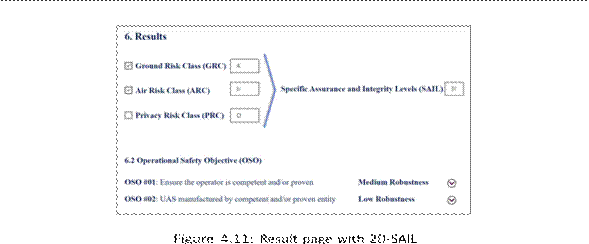 6. Results
Ground Risk Class (GRC)
Air Risk Class (ARC)
Specific Assurance and Integrity Levels (SAIL)
Privacy Risk Class (PRC)
6.2 Operational Safety Objective (OSO)
OSO #01: Ensure the operator is competent and/or proven Medium Robustness
OSO #02: UAS manufactured by competent and/or proven entity Low Robustness
Figure 4.11: Result page with 2D-SAIL